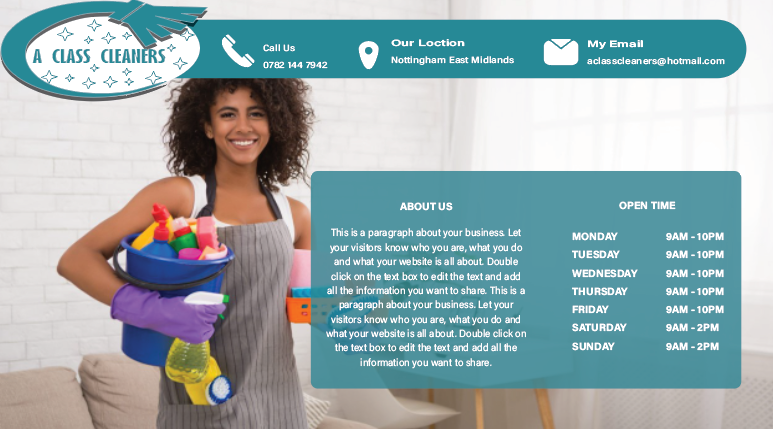 A CLASS CLEANERS
Call Us
0782 144 7942
Our Loction
Nottingham East Midlands
My Email
aclasscleaners@hotmail.com
ABOUT US
This is a paragraph about your business. Let
your visitors know who you are, what you do
and what your website is all about. Double
click on the text box to edit the text and add
all the information you want to share. This is a
paragraph about your business. Let your
visitors know who you are, what you do and
what your website is all about. Double click on
the text box to edit the text and add all the
information you want to share.
OPEN TIME
MONDAY 9AM - 10PM
TUESDAY 9AM - 10PM
WEDNESDAY 9AM - 10PM
THURSDAY 9AM - 10PM
FRIDAY 9AM - 10PM
SATURDAY 9AM - 2PM
SUNDAY 9AM - 2PM